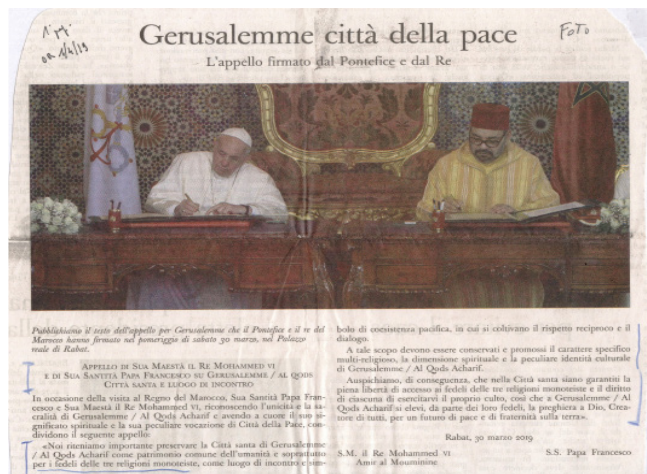 FOTO
Gerusalemme città della pace
L'appello firmato dal Pontefice e dal Re
Pubblichiamo il testo dell'appello per Gerusalemme che il Pontefice e il re del
Marocco hanno firmato nel pomeriggio di sabato 30 marzo, nel Palazzo
reale di Rabat.
APPELLO DI SUA MAESTÀ IL RE MOHAMMED VI
E DI SUA SANTITÀ PAPA FRANCESCO SU GERUSALEMME / AL QODS
CITTÀ SANTA E LUOGO DI INCONTRO
In occasione della visita al Regno del Marocco, Sua Santità Papa Fran-
cesco e Sua Maestà il Re Mohammed VI, riconoscendo l'unicità e la sa-
cralità di Gerusalemme / Al Qods Acharif e avendo a cuore il suo si-
gnificato spirituale e la sua peculiare vocazione di Città della Pace, con-
dividono il seguente appello:
«Noi riteniamo importante preservare la Città santa di Gerusalemme
/ Al Qods Acharif come patrimonio comune dell'umanità e soprattutto
per i fedeli delle tre religioni monoteiste, come luogo di incontro e sim-
bolo di coesistenza pacifica, in cui si coltivano il rispetto reciproco e il
dialogo.
A tale scopo devono essere conservati e promossi il carattere specifico
multi-religioso, la dimensione spirituale e la peculiare identità culturale
di Gerusalemme / Al Qods Acharif.
Auspichiamo, di conseguenza, che nella Città santa siano garantiti la
piena libertà di accesso ai fedeli delle tre religioni monoteiste e il diritto
di ciascuna di esercitarvi il proprio culto, così che a Gerusalemme / Al
Qods Acharif si elevi, da parte dei loro fedeli, la preghiera a Dio, Crea-
tore di tutti, per un futuro di pace e di fraternità sulla terra».
Rabat, 30 marzo 2019
S.M. il Re Mohammed VI
Amir al Mouminine
S.S. Papa Francesco